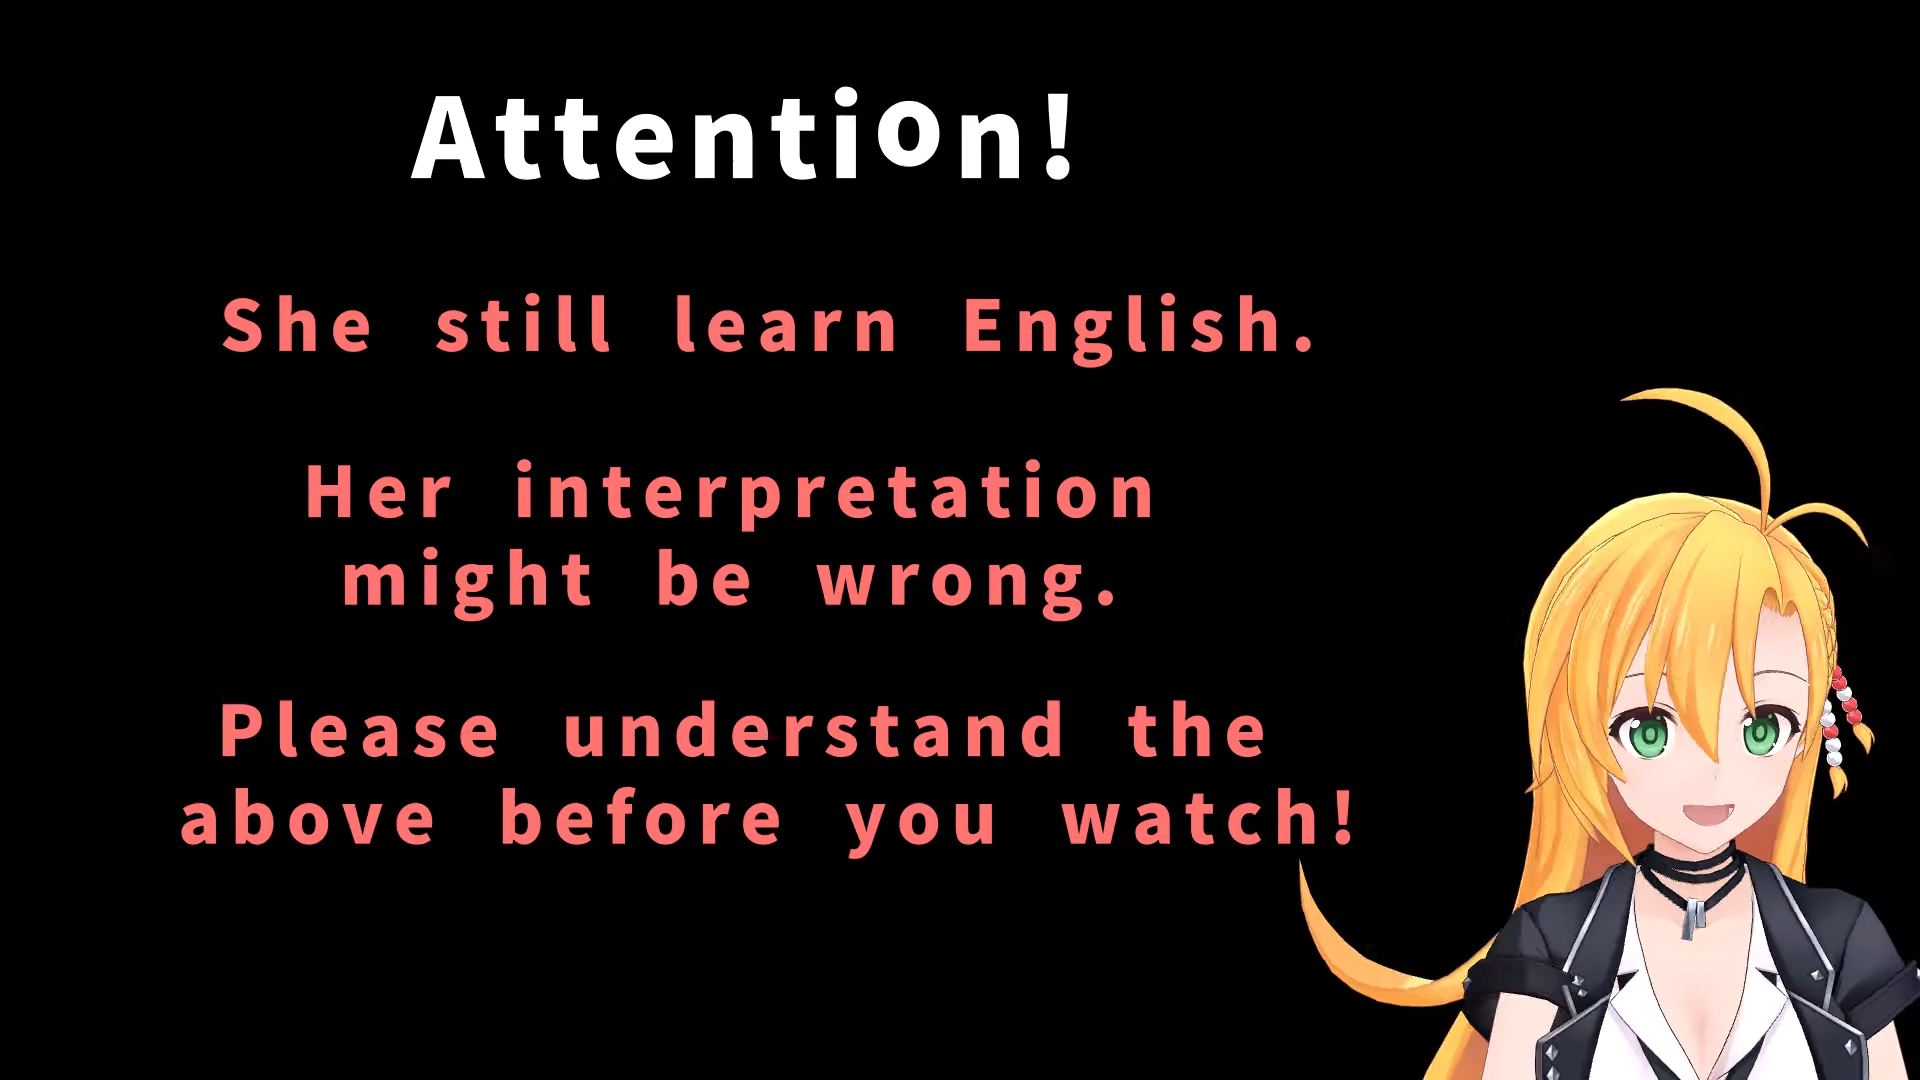 Attention!
She still learn English.
Her interpretation
might be wrong.
Please understand the
above before you watch!